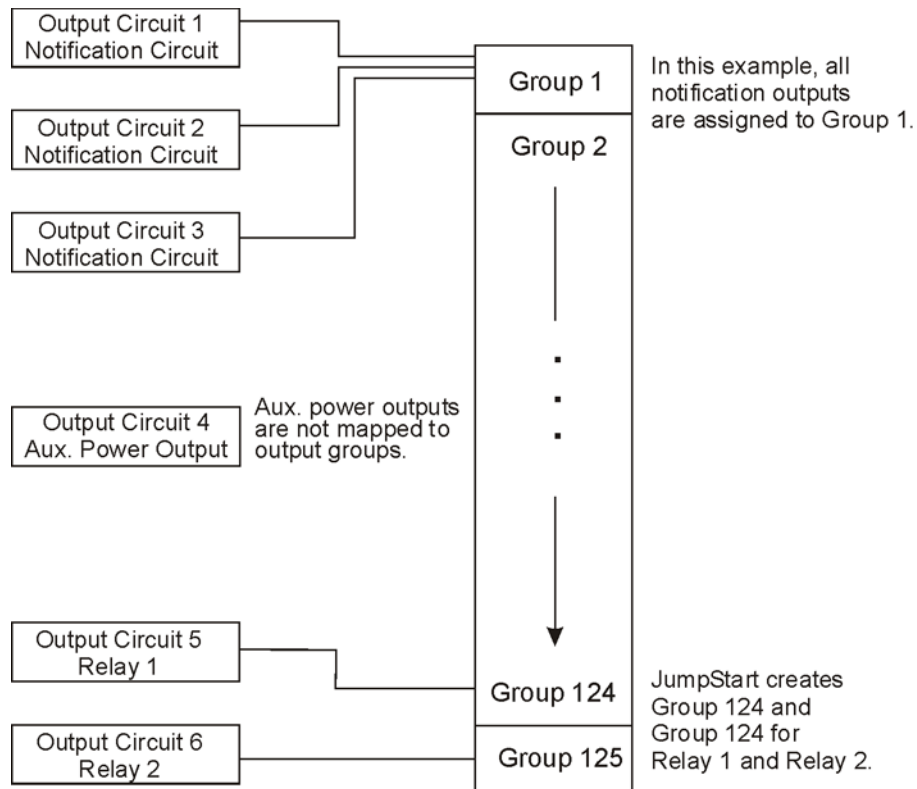 Output Circuit 1
Notification Circuit
Group 1
In this example, all
notification outputs
are assigned to Group 1.
Output Circuit 2
Notification Circuit
Group 2
Output Circuit 3
Notification Circuit
Output Circuit 4
Aux. Power Output
Aux. power outputs
are not mapped to
output groups.
Output Circuit 5
Relay 1
Group 124
JumpStart creates
Group 124 and
Group 124 for
Relay 1 and Relay 2.
Output Circuit 6
Relay 2
Group 125